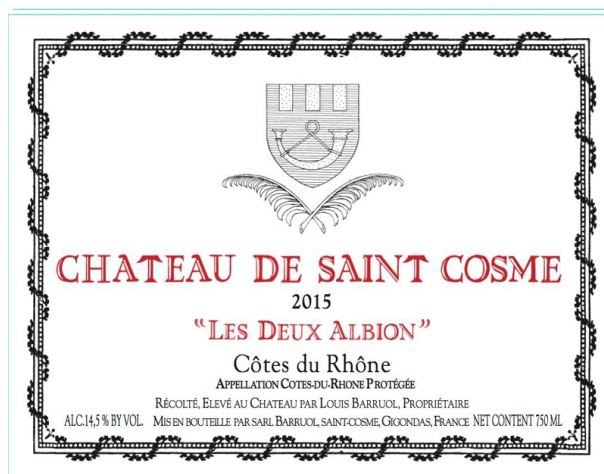 CHATEAU DE SAINT COSME
2015
"LES DEUX ALBION"
Côtes du Rhône
APPELLATION COTES-DU-RHONE PROTÉGÉE
RÉCOLTÉ, ELEVÉ AU CHATEAU PAR LOUIS BARRUOL, PROPRIÉTAIRE
ALC.14,5 % BY VOL. MIS EN BOUTEILLE PAR SARL BARRUOL, SAINT-COSME, GIGONDAS, FRANCE NET CONTENT 750 ML